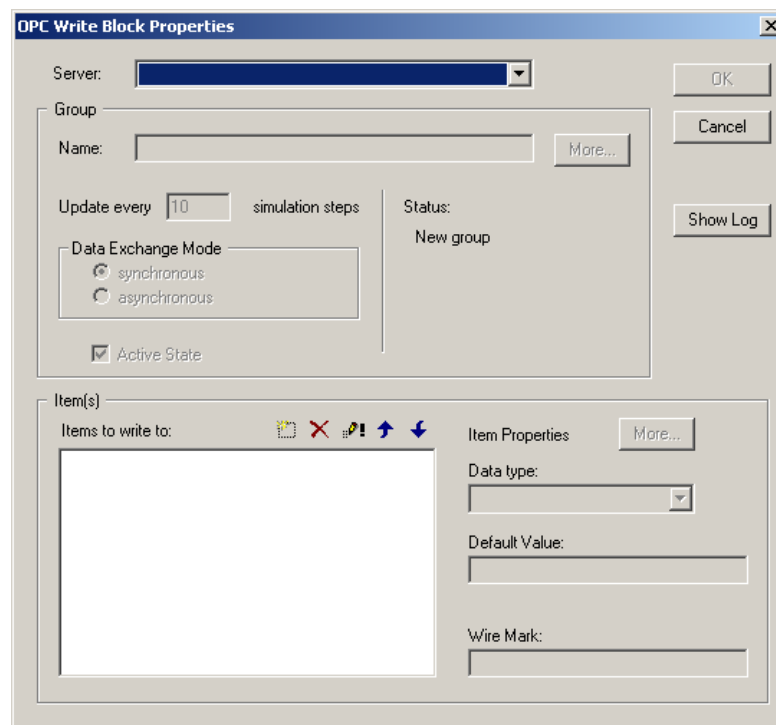 OPC Write Block Properties
Server:
OK
Group
Cancel
Name:
More...
Update every 10 simulation steps
Status:
Show Log
New group
Data Exchange Mode
synchronous
asynchronous
Active State
Item(s)
Items to write to:
Item Properties
More...
Data type:
Default Value:
Wire Mark: